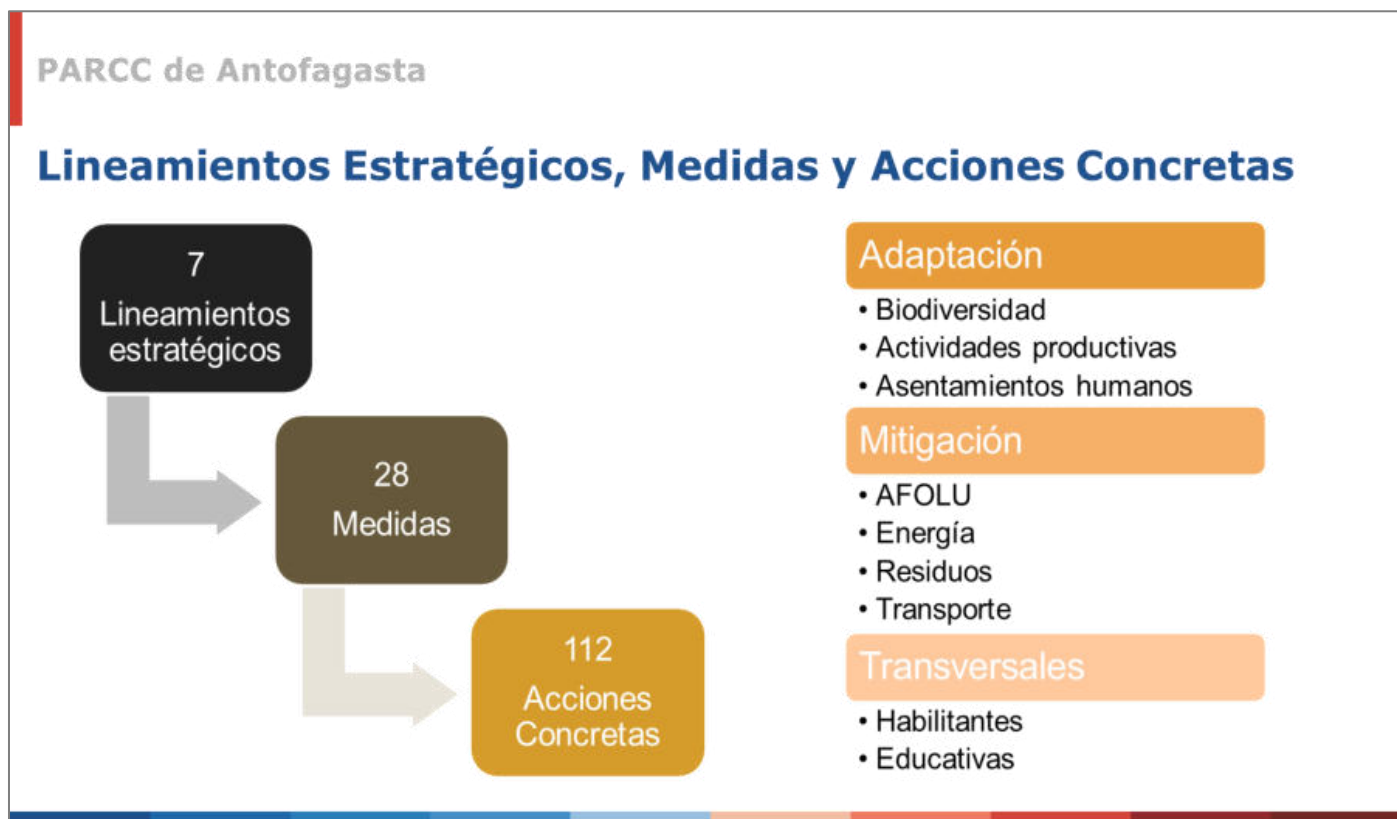 PARCC de Antofagasta
Lineamientos Estratégicos, Medidas y Acciones Concretas
7
Lineamientos
estratégicos
28
Medidas
112
Acciones
Concretas
Adaptación
• Biodiversidad
• Actividades productivas
• Asentamientos humanos
Mitigación
• AFOLU
• Energía
• Residuos
• Transporte
Transversales
• Habilitantes
• Educativas